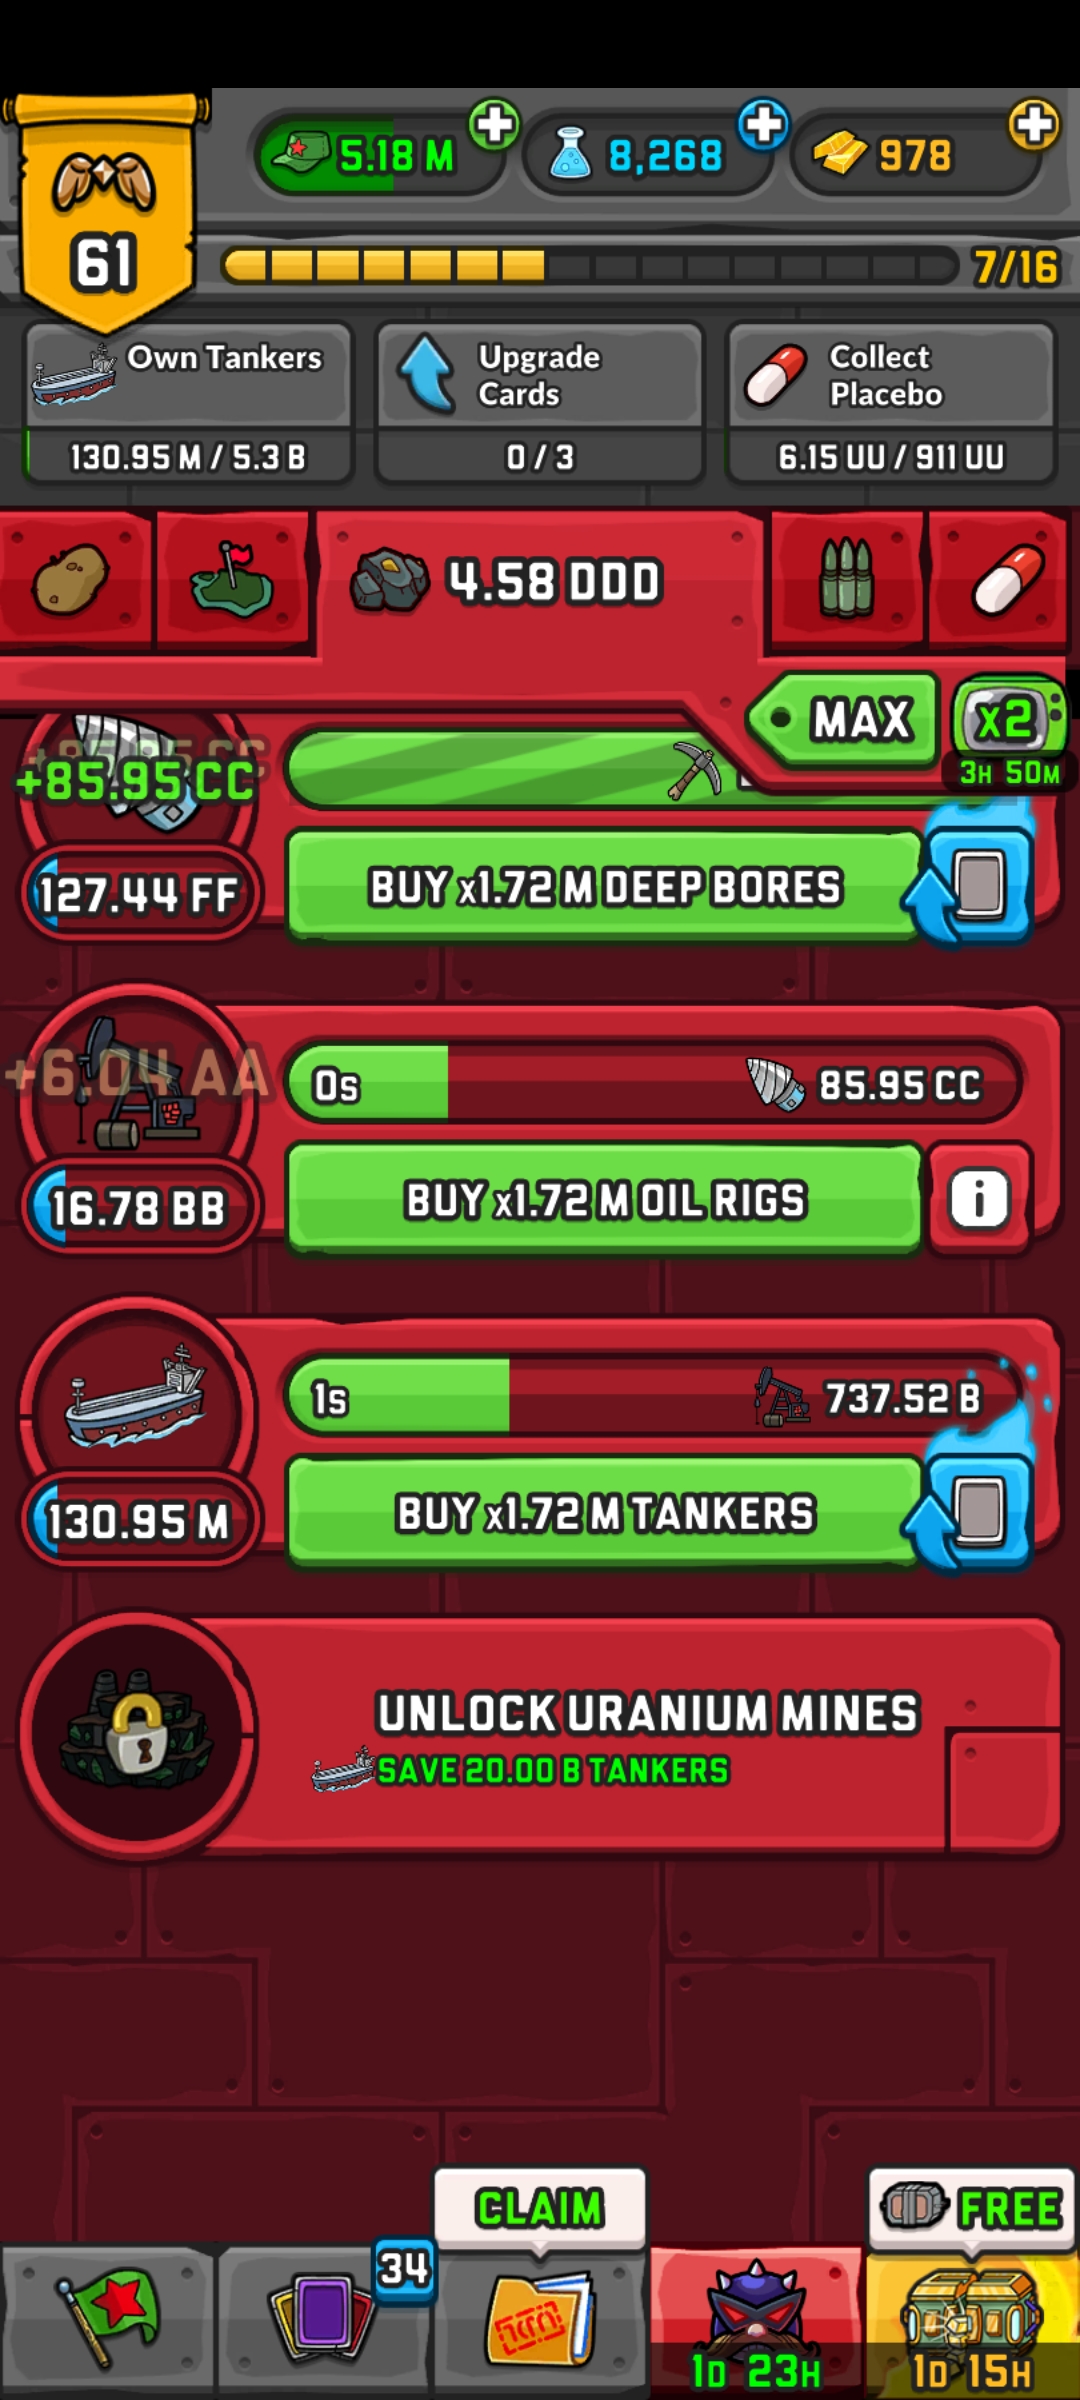 5.18 M
8,268
978
61
7/16
Own Tankers
130.95 M / 5.3 B
Upgrade
Cards
0 / 3
Collect
Placebo
6.15 UU / 911 UU
4.58 DDD
MAX
x2
3H 50M
+85.95 CC
127.44 FF
BUY x1.72 M DEEP BORES
+6.04 AA
0s
85.95 CC
16.78 BB
BUY x1.72 M OIL RIGS
i
1s
737.52 B
130.95 M
BUY x1.72 M TANKERS
UNLOCK URANIUM MINES
SAVE 20.00 B TANKERS
CLAIM
FREE
34
1D 23H
1D 15H